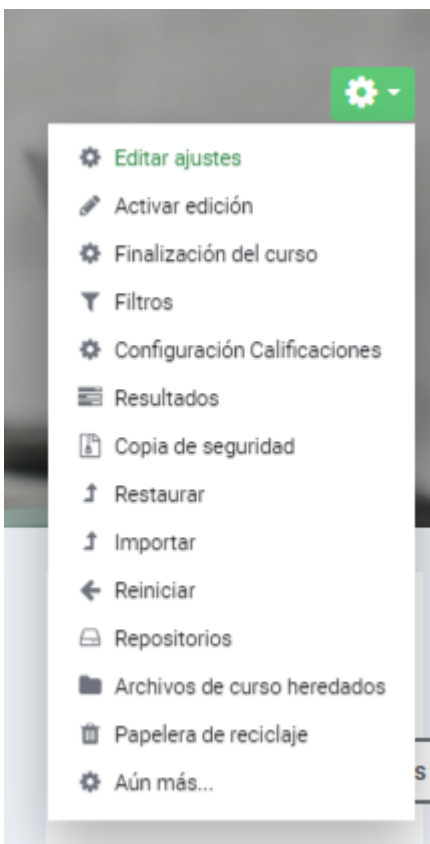 Editar ajustes
Activar edición
Finalización del curso
Filtros
Configuración Calificaciones
Resultados
Copia de seguridad
Restaurar
Importar
Reiniciar
Repositorios
Archivos de curso heredados
Papelera de reciclaje
Aún más...
s